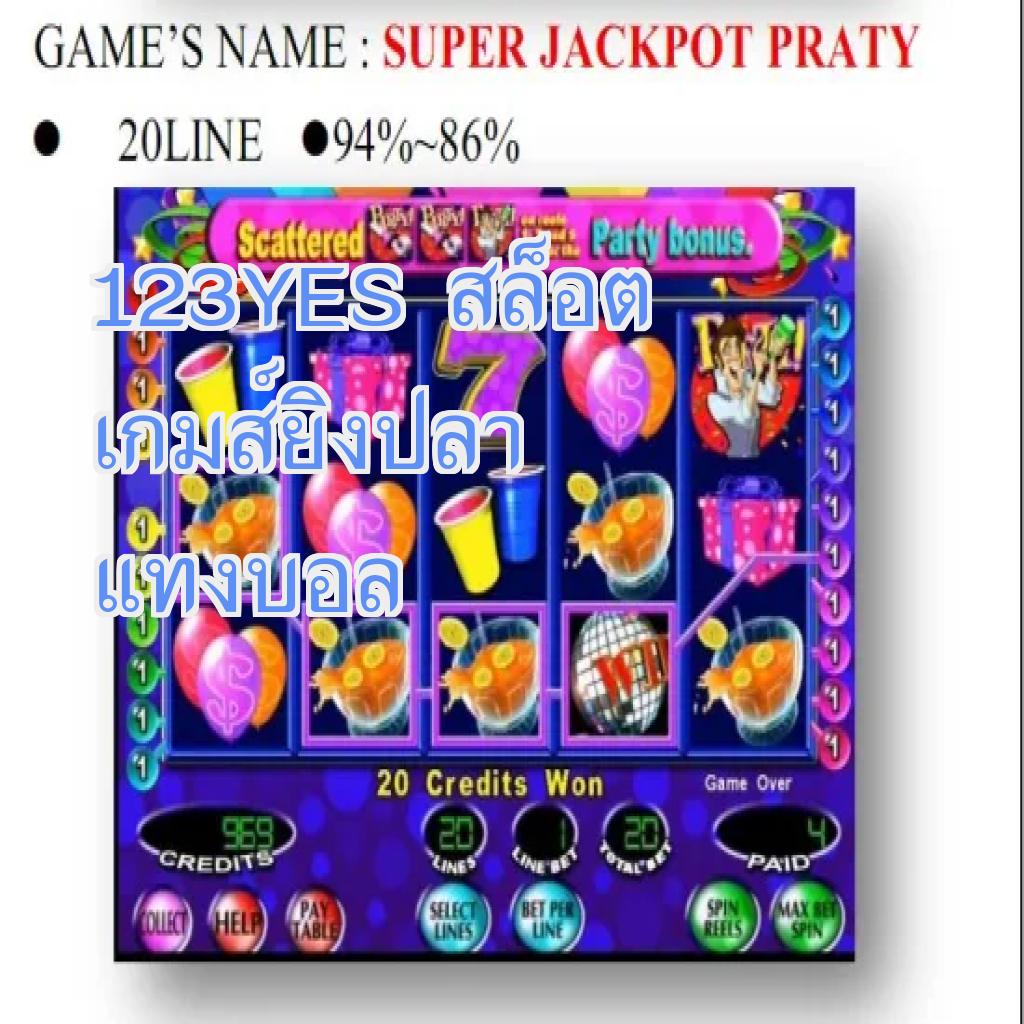 GAME'S NAME : SUPER JACKPOT PRATY
● 20LINE ●94%~86%
Scattered Party! Party! Party bonus.
123YES สล็อต
เกมส์ยิงปลา
แทงบอล
20 Credits Won
Game Over
969 20 1 20 4
CREDITS LINES LINE BET TOTAL BET PAID
COLLECT HELP PAY TABLE SELECT LINES BET PER LINE SPIN REELS MAX BET SPIN